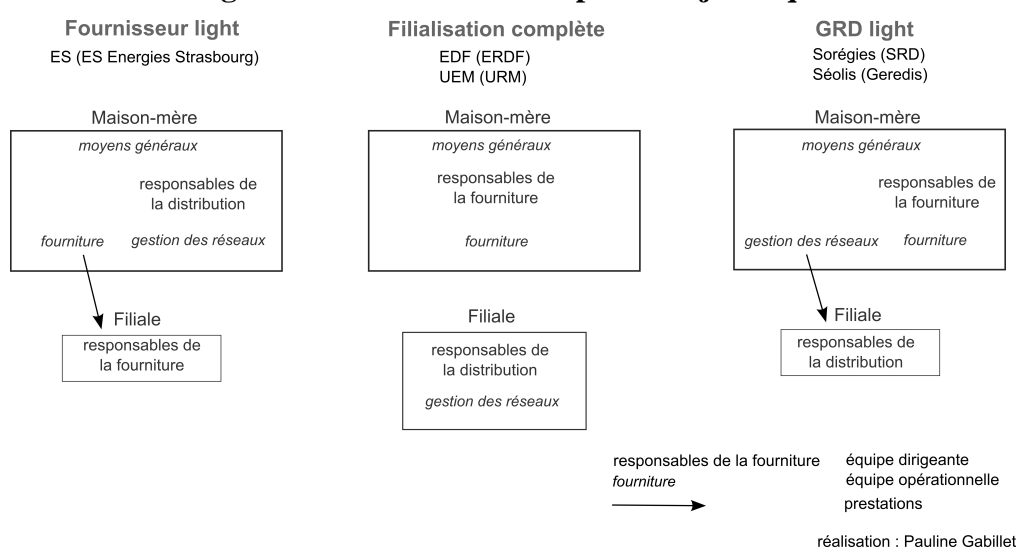 Fournisseur light
ES (ES Energies Strasbourg)
Maison-mère
moyens généraux
responsables de
la distribution
fourniture
gestion des réseaux
Filiale
responsables de
la fourniture
Filialisation complète
EDF (ERDF)
UEM (URM)
Maison-mère
moyens généraux
responsables de
la fourniture
fourniture
Filiale
responsables de
la distribution
gestion des réseaux
GRD light
Sorégies (SRD)
Séolis (Geredis)
Maison-mère
moyens généraux
responsables de
la fourniture
gestion des réseaux
fourniture
Filiale
responsables de
la distribution
responsables de la fourniture
équipe dirigeante
fourniture
équipe opérationnelle
prestations
réalisation : Pauline Gabillet